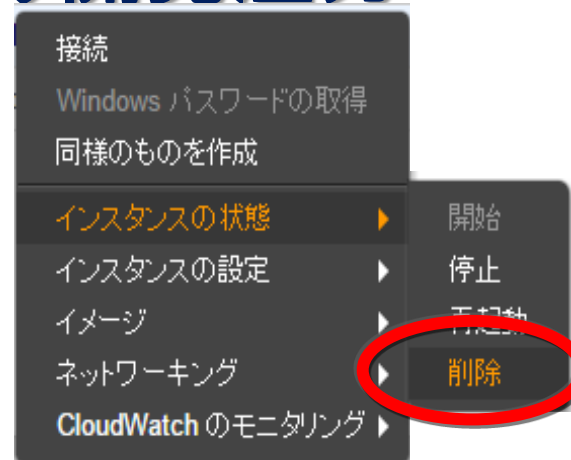 接続
Windows パスワードの取得
同様のものを作成
インスタンスの状態
インスタンスの設定
イメージ
ネットワーキング
CloudWatch のモニタリング
開始
停止
再起動
削除